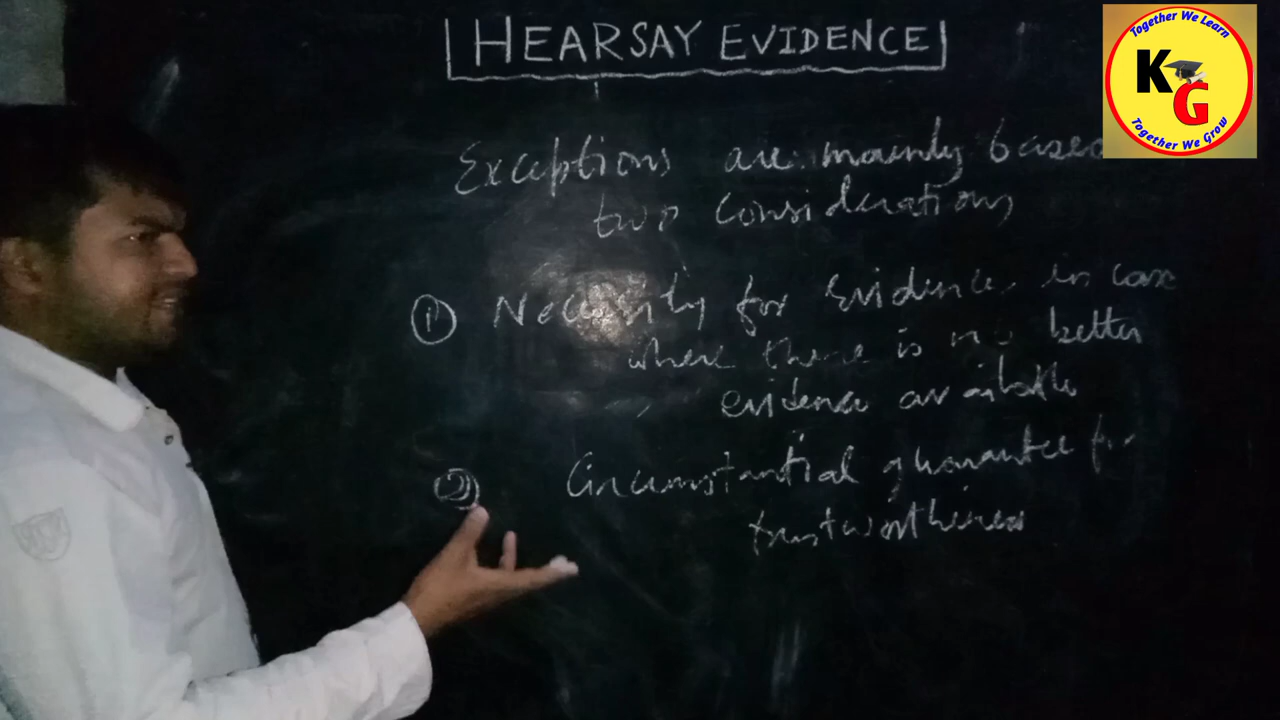 HEARSAY EVIDENCE
Together We Learn
KG
Together We Grow
Exceptions are mainly based
two considerations
① Necessity for Evidence in case
where there is no better
evidence available
② Circumstantial guarantee for
trustworthiness